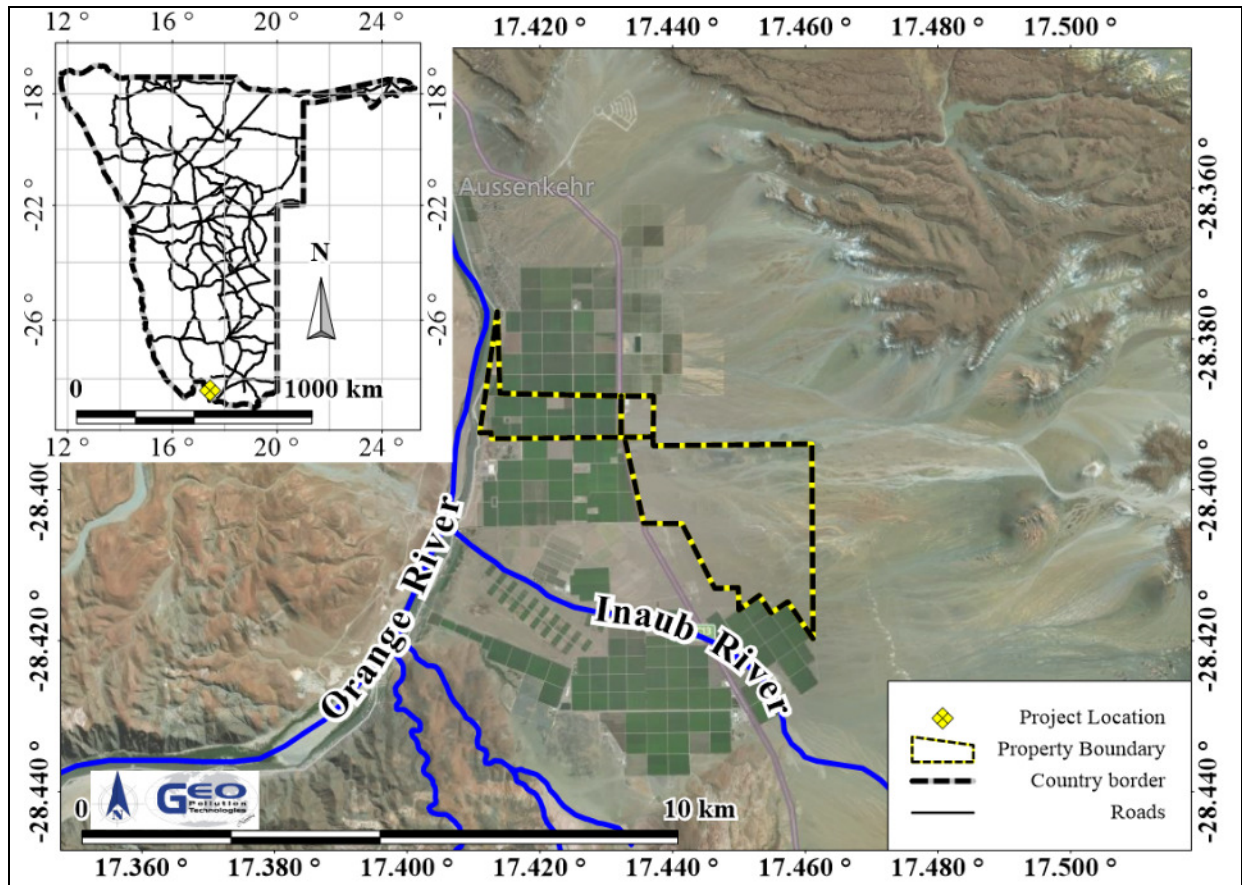 12 ° 16 ° 20 ° 24 °
17.420 ° 17.440 ° 17.460 ° 17.480 ° 17.500 °
-18 -18
-22 -22
-26 -26
N
0 1000 km
12 ° 16 ° 20 ° 24 °
Aussenkehr
-28.360 °
-28.380 °
-28.400 -28.400 °
-28.420 ° -28.420 °
-28.440 ° -28.440 °
Orange River
Inaub River
Project Location
Property Boundary
Country border
Roads
N
GEO
Pollution
Technologies
0 10 km
17.360 ° 17.380 ° 17.400 ° 17.420 ° 17.440 ° 17.460 ° 17.480 ° 17.500 °